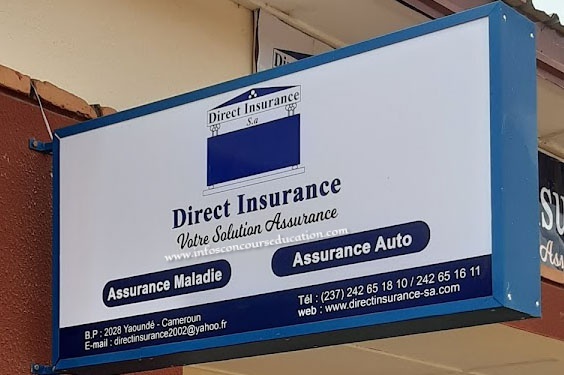 Direct Insurance
S.a
Direct Insurance
Votre Solution Assurance
www.infosconcourseducation.com
Assurance Maladie
Assurance Auto
B.P : 2028 Yaoundé - Cameroun
E-mail : directinsurance2002@yahoo.fr
Tél : (237) 242 65 18 10 / 242 65 16 11
web : www.directinsurance-sa.com